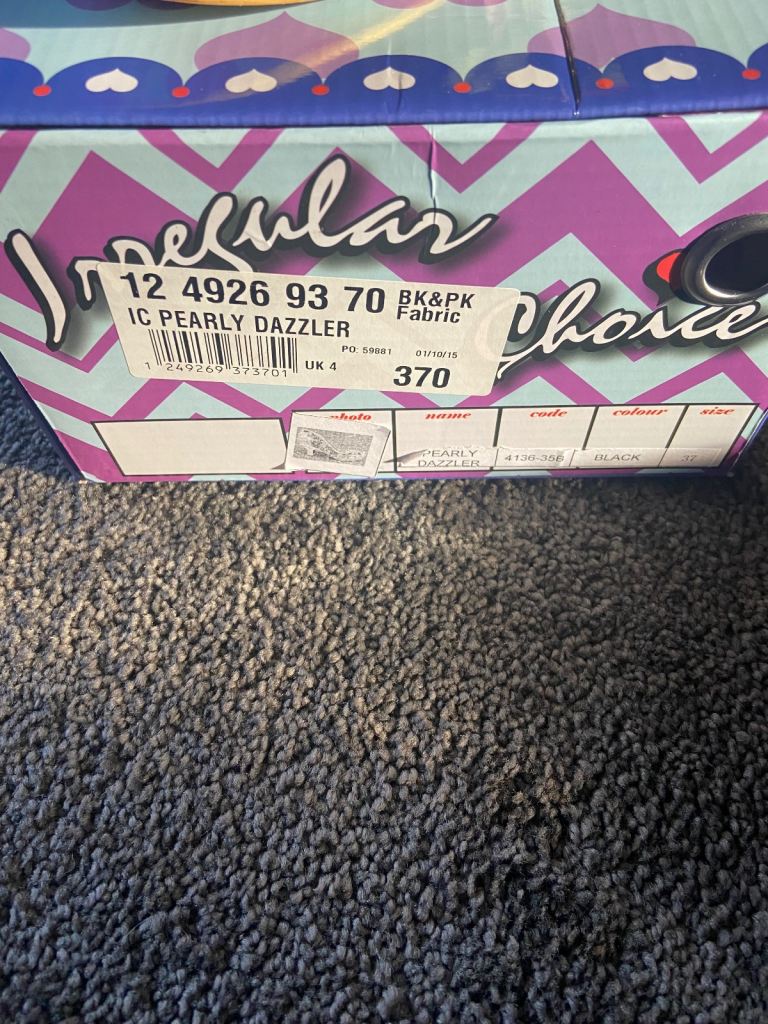 Irregular
Choice
12 4926 93 70 BK&PK
Fabric
IC PEARLY DAZZLER
PO: 59881 01/10/15
1 249269 373701 UK 4 370
photo name code colour size
PEARLY
DAZZLER 4136-35B BLACK 37